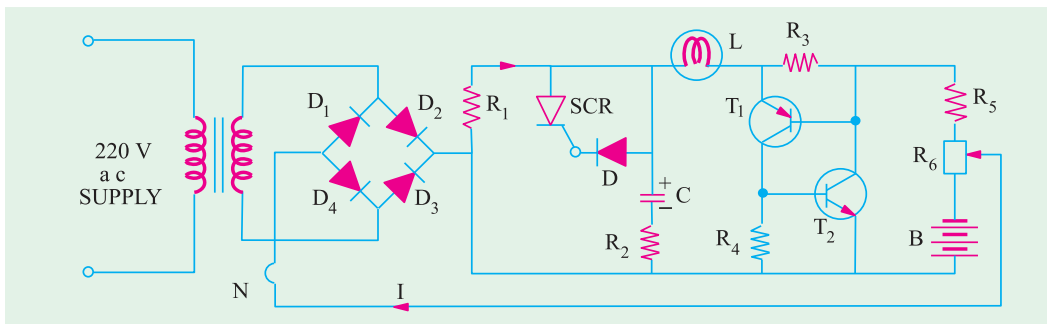 220 V
a c
SUPPLY
D1
D2
D4
D3
R1
SCR
D
+
C
−
R2
L
R3
T1
T2
R4
R5
R6
B
N
I